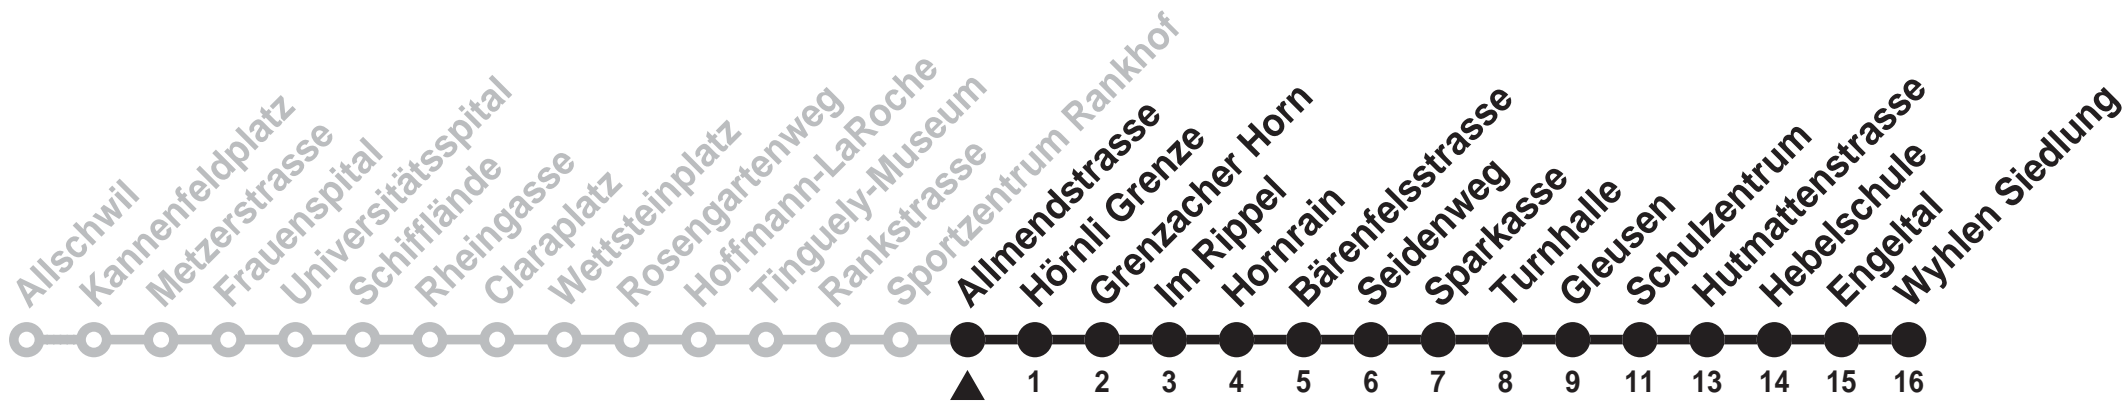 Allschwil
Kannenfeldplatz
Metzerstrasse
Frauenspital
Universitätsspital
Schifflände
Rheingasse
Claraplatz
Wettsteinplatz
Rosengartenweg
Hoffmann-LaRoche
Tinguely-Museum
Rankstrasse
Sportzentrum Rankhof
Allmendstrasse
Hörnli Grenze
Grenzacher Horn
Im Rippel
Hornrain
Bärenfelsstrasse
Seidenweg
Sparkasse
Turnhalle
Gleusen
Schulzentrum
Hutmattenstrasse
Hebelschule
Engeltal
Wyhlen Siedlung
1 2 3 4 5 6 7 8 9 11 13 14 15 16